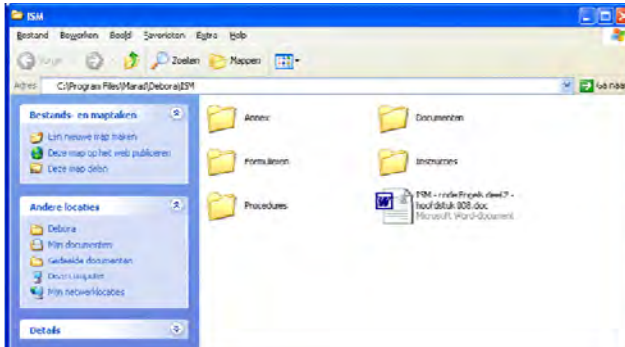 ISM
Bestand Bewerken Beeld Favorieten Extra Help
Vorige Zoeken Mappen
Adres C:\Program Files\Marad\Debora\ISM Ga naar
Bestands- en maptaken
Een nieuwe map maken
Deze map op het web publiceren
Deze map delen
Andere locaties
Debora
Mijn documenten
Gedeelde documenten
Deze computer
Mijn netwerklocaties
Details
Annex
Documenten
Formulieren
Instructies
Procedures
ISM - code Engels deel 2 -
hoofdstuk 008.doc
Microsoft Word-document